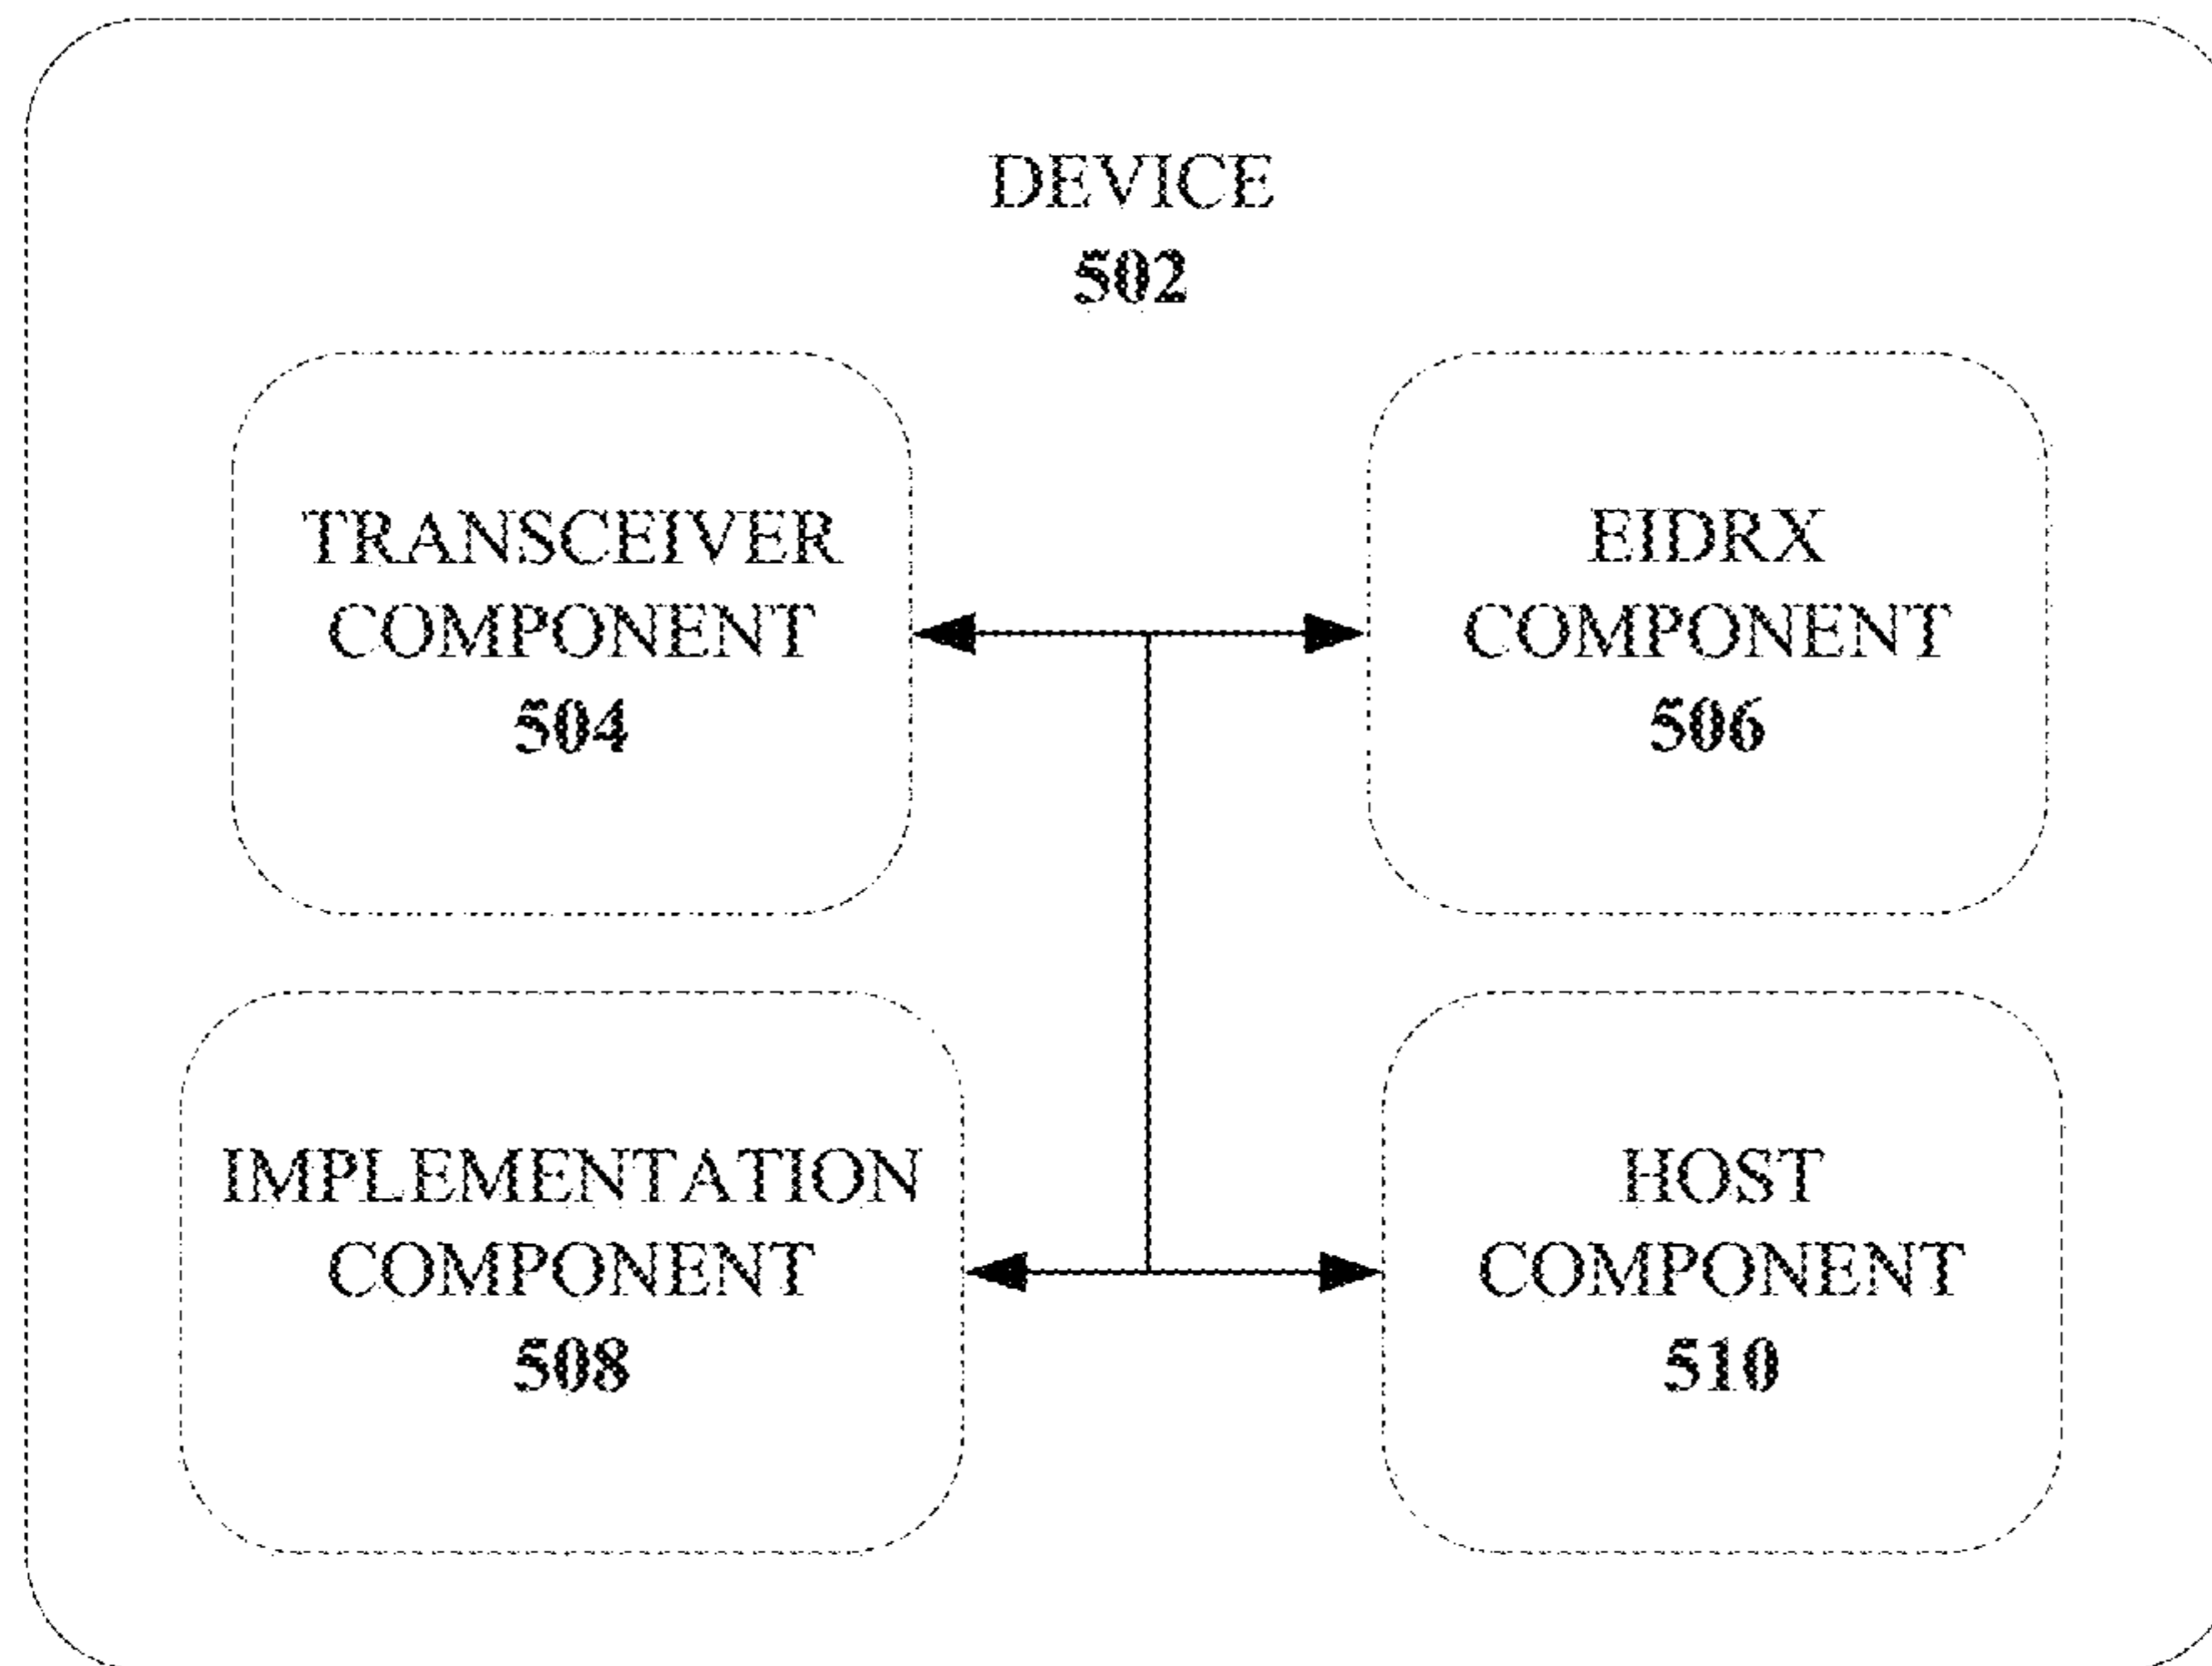 DEVICE
502
TRANSCEIVER
COMPONENT
504
EIDRX
COMPONENT
506
IMPLEMENTATION
COMPONENT
508
HOST
COMPONENT
510